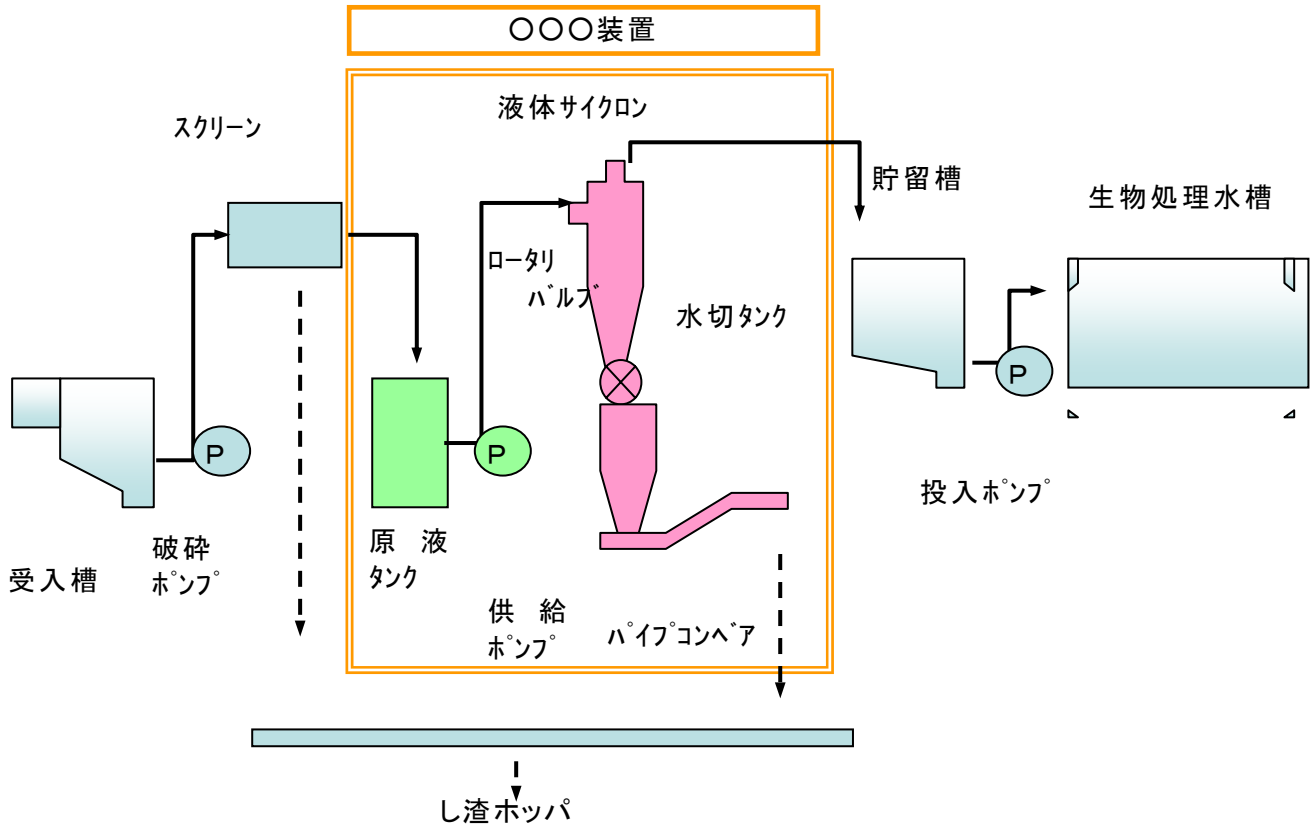 ○○○装置
液体サイクロン
スクリーン
貯留槽
生物処理水槽
ロータリ
ﾊﾞﾙﾌﾞ
水切タンク
P
P
P
投入ﾎﾟﾝﾌﾟ
原 液
タンク
破砕
ﾎﾟﾝﾌﾟ
受入槽
供 給
ﾎﾟﾝﾌﾟ
ﾊﾟｲﾌﾟコンベア
し渣ホッパ